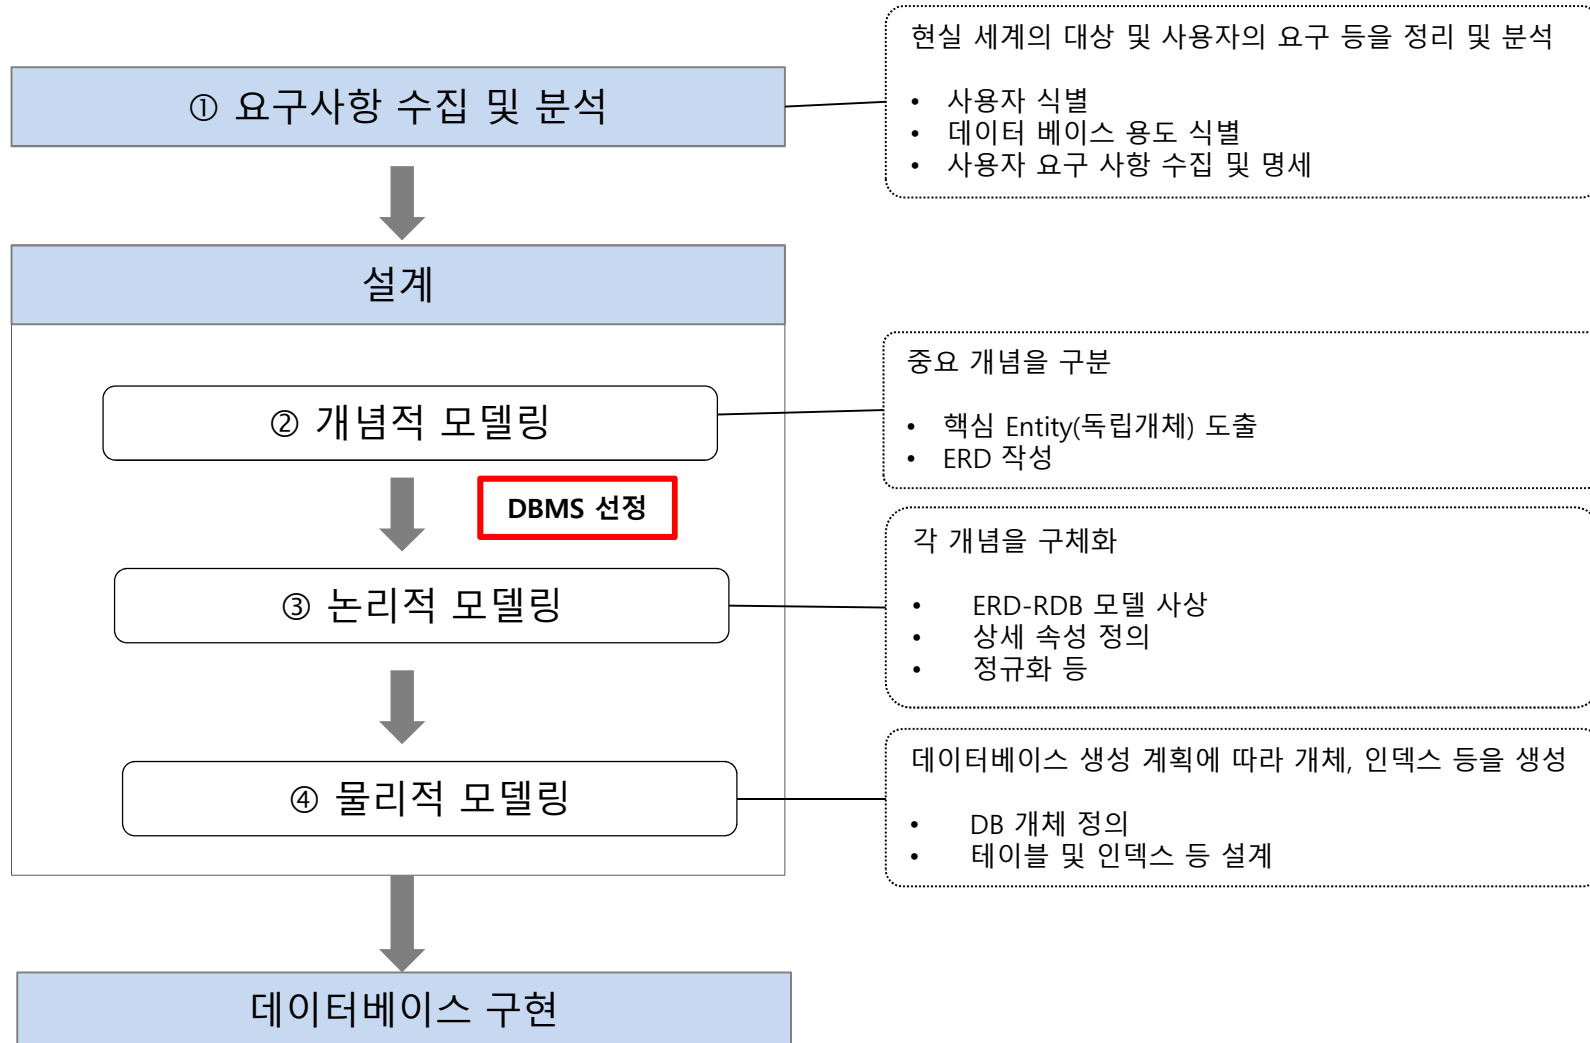 ① 요구사항 수집 및 분석
현실 세계의 대상 및 사용자의 요구 등을 정리 및 분석
• 사용자 식별
• 데이터 베이스 용도 식별
• 사용자 요구 사항 수집 및 명세
설계
② 개념적 모델링
중요 개념을 구분
• 핵심 Entity(독립개체) 도출
• ERD 작성
DBMS 선정
③ 논리적 모델링
각 개념을 구체화
• ERD-RDB 모델 사상
• 상세 속성 정의
• 정규화 등
④ 물리적 모델링
데이터베이스 생성 계획에 따라 개체, 인덱스 등을 생성
• DB 개체 정의
• 테이블 및 인덱스 등 설계
데이터베이스 구현